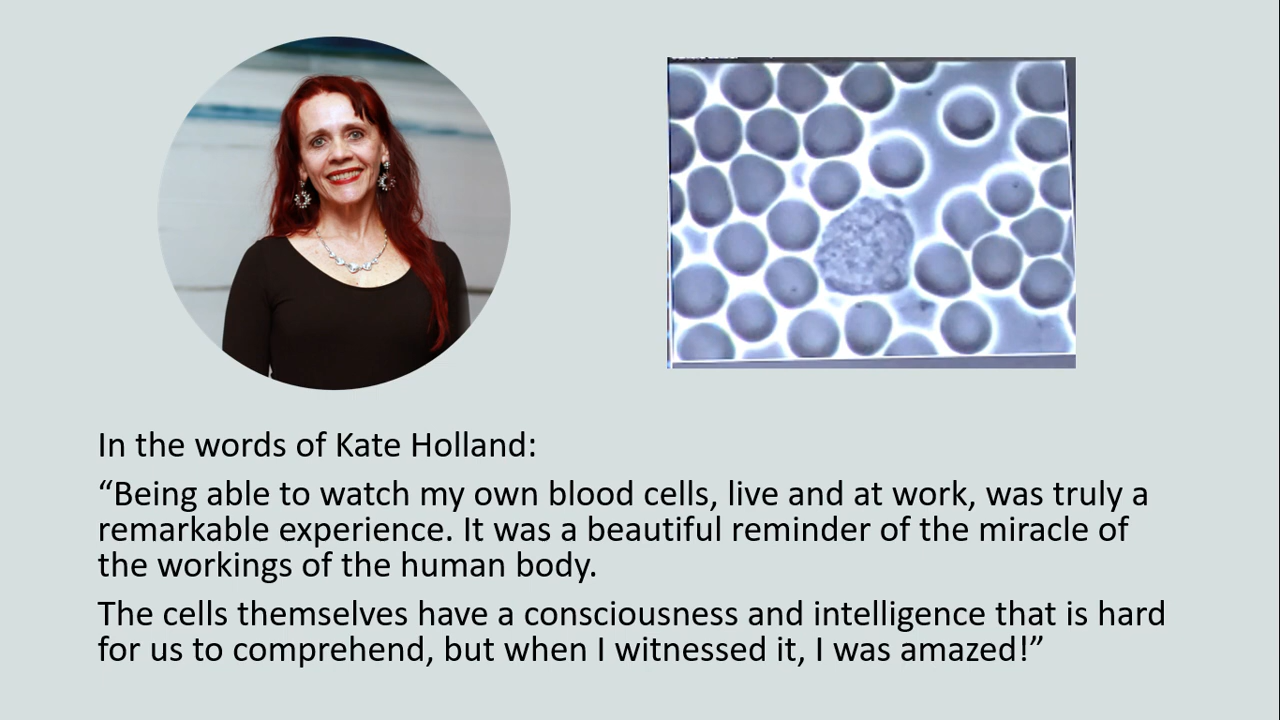 In the words of Kate Holland:
“Being able to watch my own blood cells, live and at work, was truly a
remarkable experience. It was a beautiful reminder of the miracle of
the workings of the human body.
The cells themselves have a consciousness and intelligence that is hard
for us to comprehend, but when I witnessed it, I was amazed!”